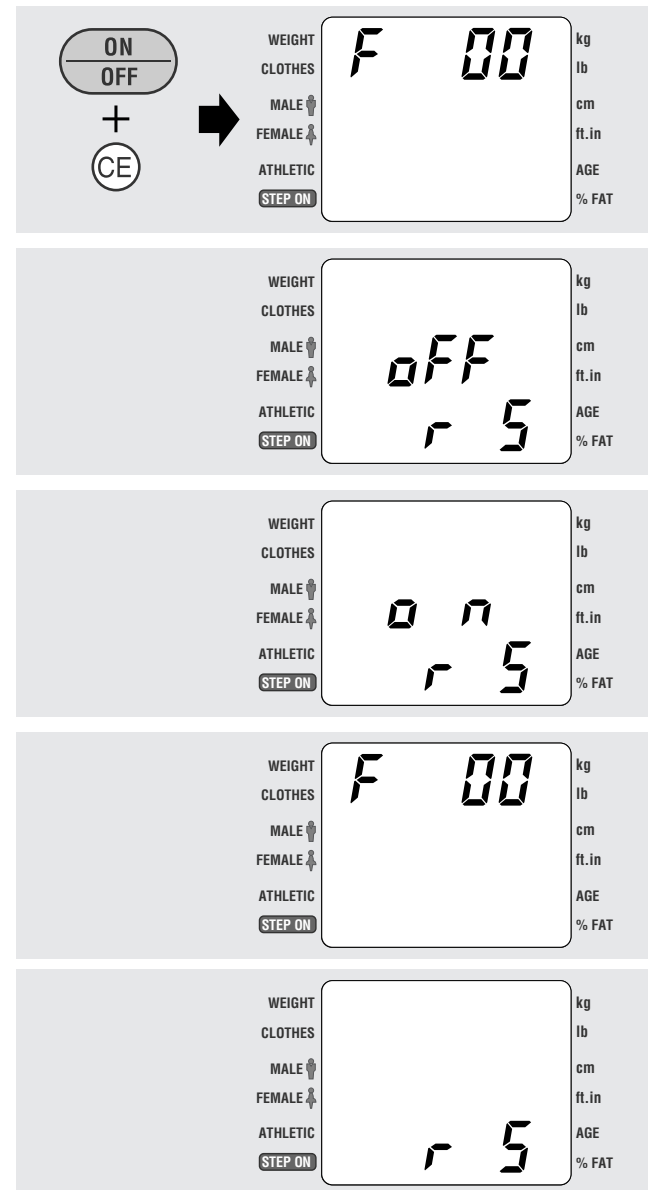 ON
OFF
+
CE
WEIGHT F 00 kg
CLOTHES lb
MALE cm
FEMALE ft.in
ATHLETIC AGE
STEP ON % FAT
WEIGHT kg
CLOTHES lb
MALE oFF cm
FEMALE ft.in
ATHLETIC r 5 AGE
STEP ON % FAT
WEIGHT kg
CLOTHES lb
MALE cm
FEMALE o n ft.in
ATHLETIC r 5 AGE
STEP ON % FAT
WEIGHT F 00 kg
CLOTHES lb
MALE cm
FEMALE ft.in
ATHLETIC AGE
STEP ON % FAT
WEIGHT kg
CLOTHES lb
MALE cm
FEMALE ft.in
ATHLETIC r 5 AGE
STEP ON % FAT